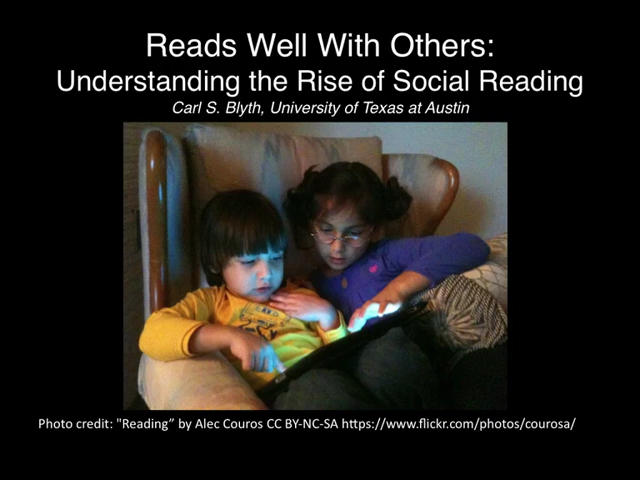 Reads Well With Others:
Understanding the Rise of Social Reading
Carl S. Blyth, University of Texas at Austin
Photo credit: "Reading” by Alec Couros CC BY-NC-SA https://www.flickr.com/photos/courosa/